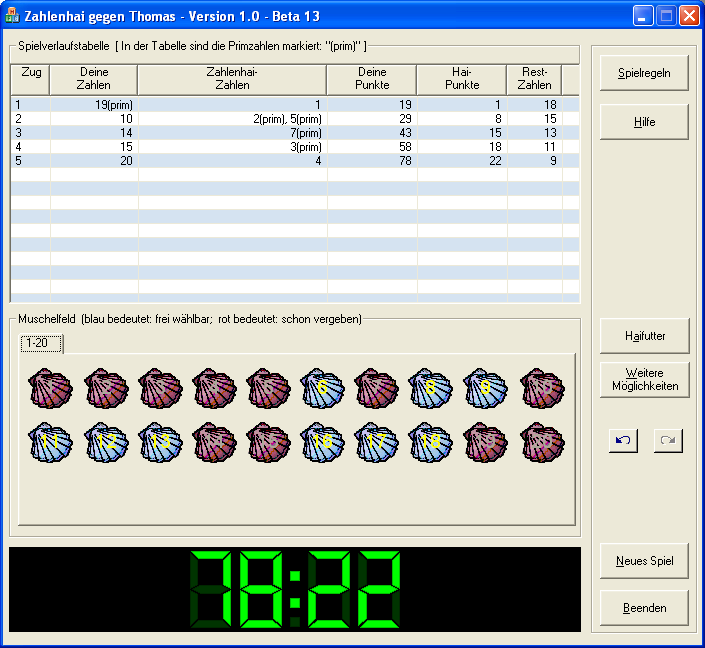 Zahlenhai gegen Thomas - Version 1.0 - Beta 13
Spielverlaufstabelle [ In der Tabelle sind die Primzahlen markiert: "(prim)" ]
Zug Deine Zahlen Zahlenhai-Zahlen Deine Punkte Hai-Punkte Rest-Zahlen
1 19(prim) 1 19 1 18
2 10 2(prim), 5(prim) 29 8 15
3 14 7(prim) 43 15 13
4 15 3(prim) 58 18 11
5 20 4 78 22 9
Spielregeln
Hilfe
Muschelfeld (blau bedeutet: frei wählbar; rot bedeutet: schon vergeben)
1-20
6 8 9
11 12 13 16 17 18
Haifutter
Weitere
Möglichkeiten
78:22
Neues Spiel
Beenden